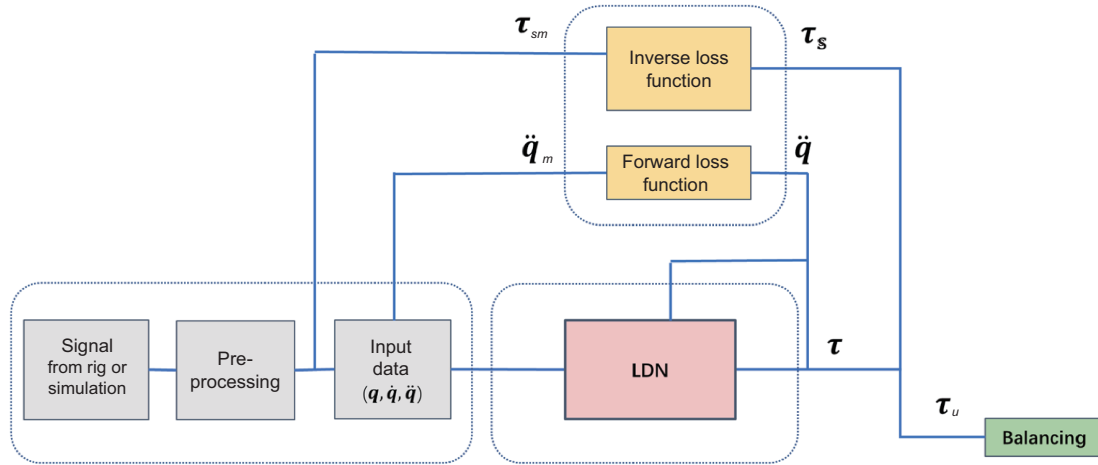 𝝉sm
Inverse loss
function
𝝉𝕤
q̈ m
Forward loss
function
q̈
Signal
from rig or
simulation
Pre-
processing
Input
data
(q, q̇, q̈)
LDN
𝝉
𝝉u
Balancing